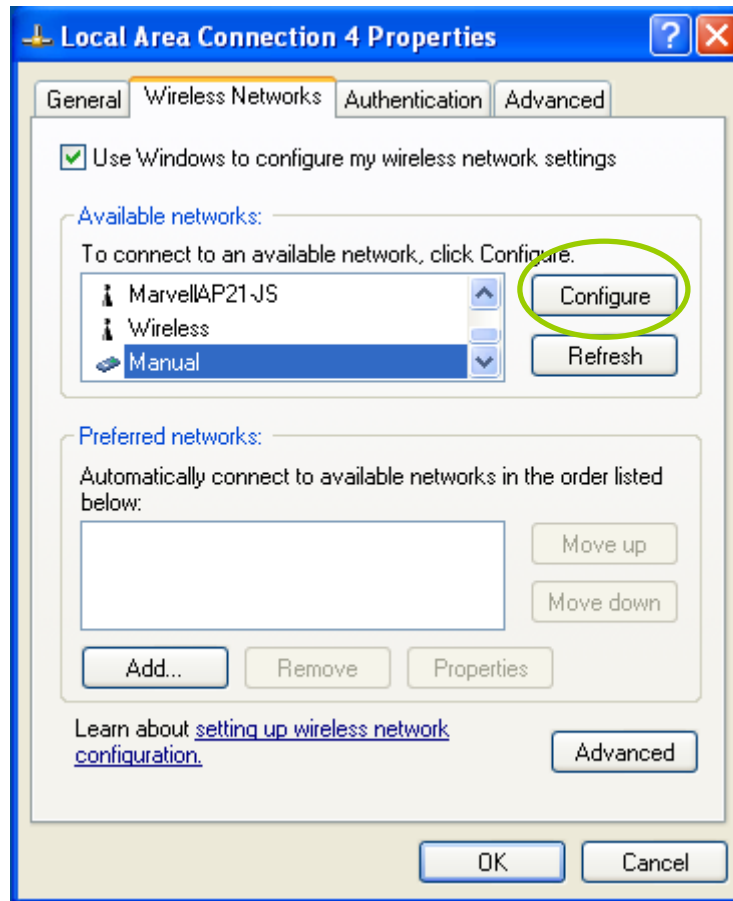 Local Area Connection 4 Properties
General Wireless Networks Authentication Advanced
Use Windows to configure my wireless network settings
Available networks:
To connect to an available network, click Configure.
MarvellAP21-JS
Wireless
Manual
Configure
Refresh
Preferred networks:
Automatically connect to available networks in the order listed
below:
Move up
Move down
Add...
Remove
Properties
Learn about setting up wireless network
configuration.
Advanced
OK
Cancel